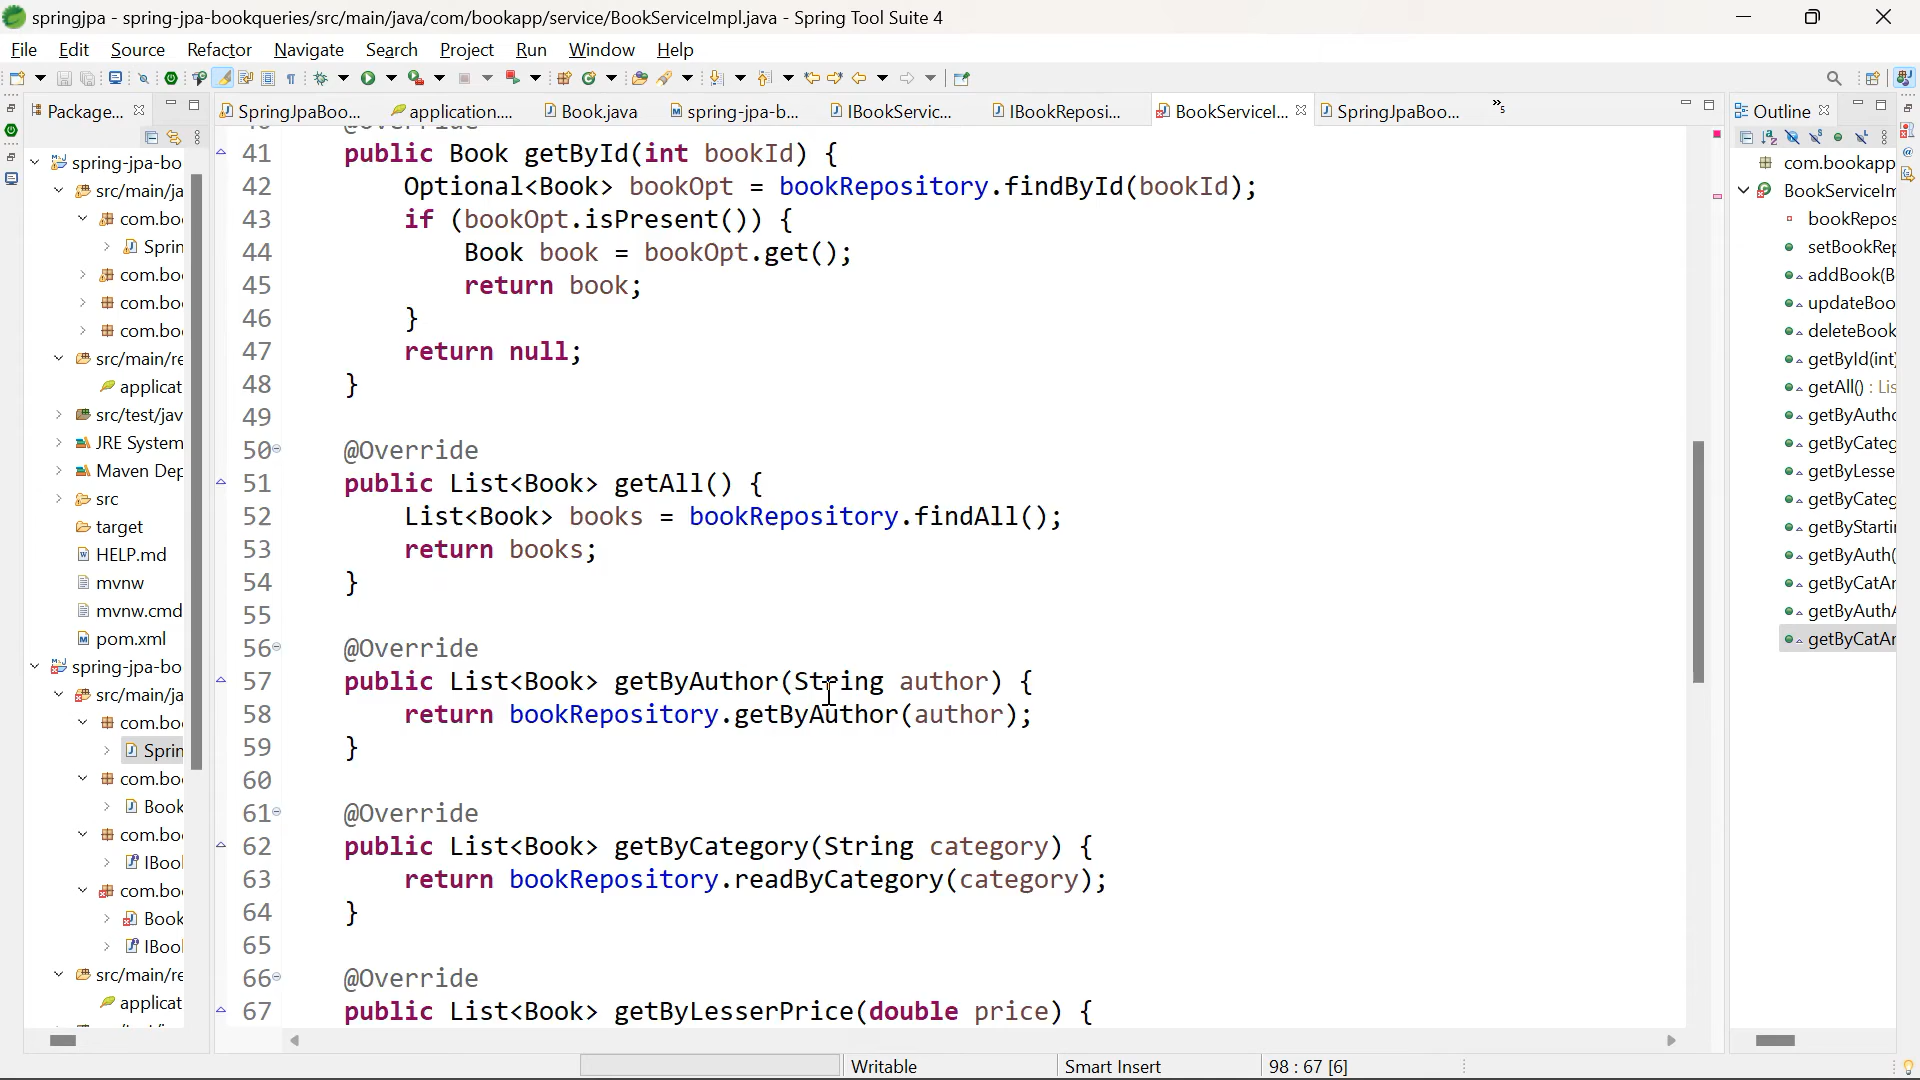 springjpa - spring-jpa-bookqueries/src/main/java/com/bookapp/service/BookServiceImpl.java - Spring Tool Suite 4
File Edit Source Refactor Navigate Search Project Run Window Help
Package... SpringJpaBoo... application.... Book.java spring-jpa-b... IBookServic... IBookReposi... BookServiceI... SpringJpaBoo... »5 Outline
spring-jpa-bo
src/main/ja
com.bo
Sprin
com.bo
com.bo
com.bo
src/main/re
applicat
src/test/jav
JRE System
Maven Dep
src
target
HELP.md
mvnw
mvnw.cmd
pom.xml
spring-jpa-bo
src/main/ja
com.bo
Sprin
com.bo
Book
com.bo
IBool
com.bo
Book
IBool
src/main/re
applicat
41 public Book getById(int bookId) {
42 Optional<Book> bookOpt = bookRepository.findById(bookId);
43 if (bookOpt.isPresent()) {
44 Book book = bookOpt.get();
45 return book;
46 }
47 return null;
48 }
49
50 @Override
51 public List<Book> getAll() {
52 List<Book> books = bookRepository.findAll();
53 return books;
54 }
55
56 @Override
57 public List<Book> getByAuthor(String author) {
58 return bookRepository.getByAuthor(author);
59 }
60
61 @Override
62 public List<Book> getByCategory(String category) {
63 return bookRepository.readByCategory(category);
64 }
65
66 @Override
67 public List<Book> getByLesserPrice(double price) {
com.bookapp
BookServiceIm
bookRepos
setBookRep
addBook(B
updateBoo
deleteBook
getById(int)
getAll() : Lis
getByAutho
getByCateg
getByLesse
getByCateg
getByStarti
getByAuth(
getByCatAr
getByAuthA
getByCatAr
Writable Smart Insert 98 : 67 [6]